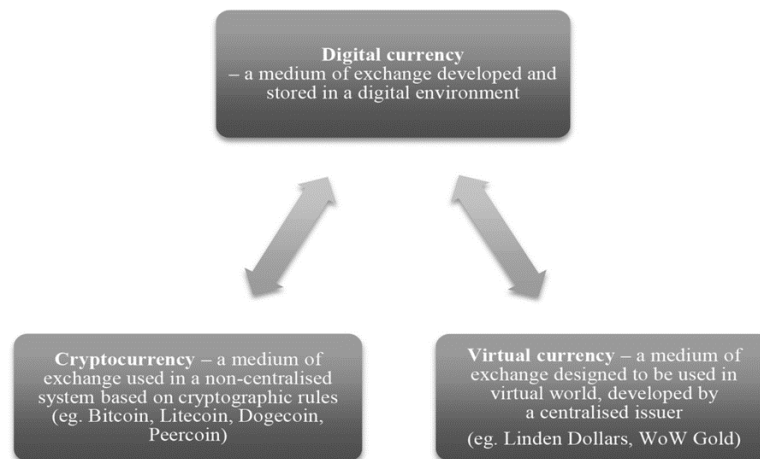 Digital currency
– a medium of exchange developed and
stored in a digital environment
Cryptocurrency – a medium of
exchange used in a non-centralised
system based on cryptographic rules
(eg. Bitcoin, Litecoin, Dogecoin,
Peercoin)
Virtual currency – a medium of
exchange designed to be used in
virtual world, developed by
a centralised issuer
(eg. Linden Dollars, WoW Gold)